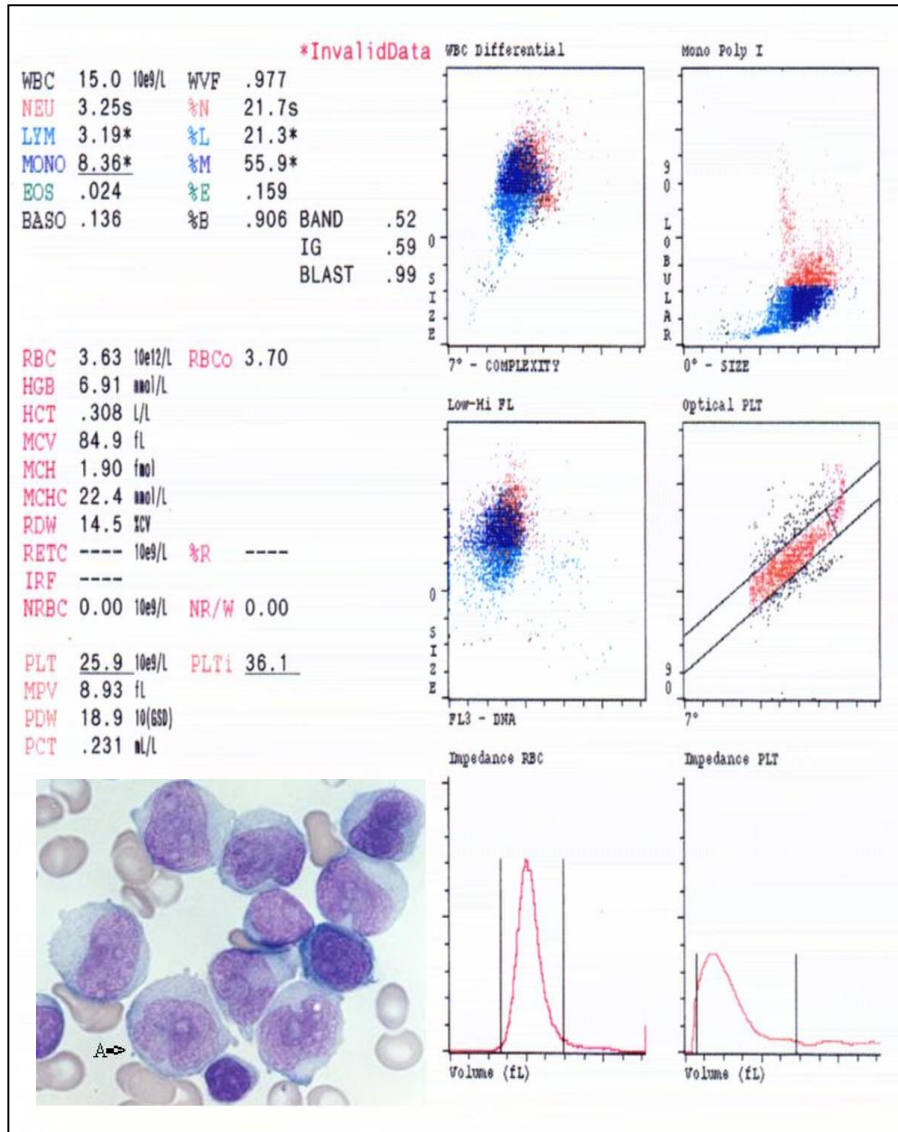 *InvalidData
WBC 15.0 10e9/L WVF .977
NEU 3.25s %N 21.7s
LYM 3.19* %L 21.3*
MONO 8.36* %M 55.9*
EOS .024 %E .159
BASO .136 %B .906 BAND .52
IG .59
BLAST .99
RBC 3.63 10e12/L RBCo 3.70
HGB 6.91 mmol/L
HCT .308 L/L
MCV 84.9 fL
MCH 1.90 fmol
MCHC 22.4 mmol/L
RDW 14.5 %CV
RETC ---- 10e9/L %R ----
IRF ----
NRBC 0.00 10e9/L NR/W 0.00
PLT 25.9 10e9/L PLTi 36.1
MPV 8.93 fL
PDW 18.9 10(GSD)
PCT .231 mL/L
A
WBC Differential
0 SIZE
7° - COMPLEXITY
Mono Poly I
90 LOBULAR
0° - SIZE
Low-Hi FL
0 SIZE
FL3 - DNA
Optical PLT
90
7°
Impedance RBC
Volume (fL)
Impedance PLT
Volume (fL)